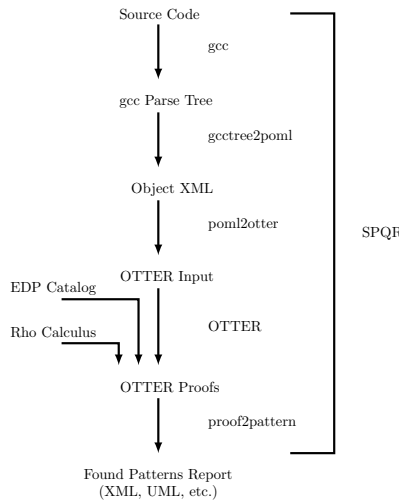 Source Code
gcc
gcc Parse Tree
gcctree2poml
Object XML
poml2otter
SPQR
OTTER Input
EDP Catalog
OTTER
Rho Calculus
OTTER Proofs
proof2pattern
Found Patterns Report
(XML, UML, etc.)